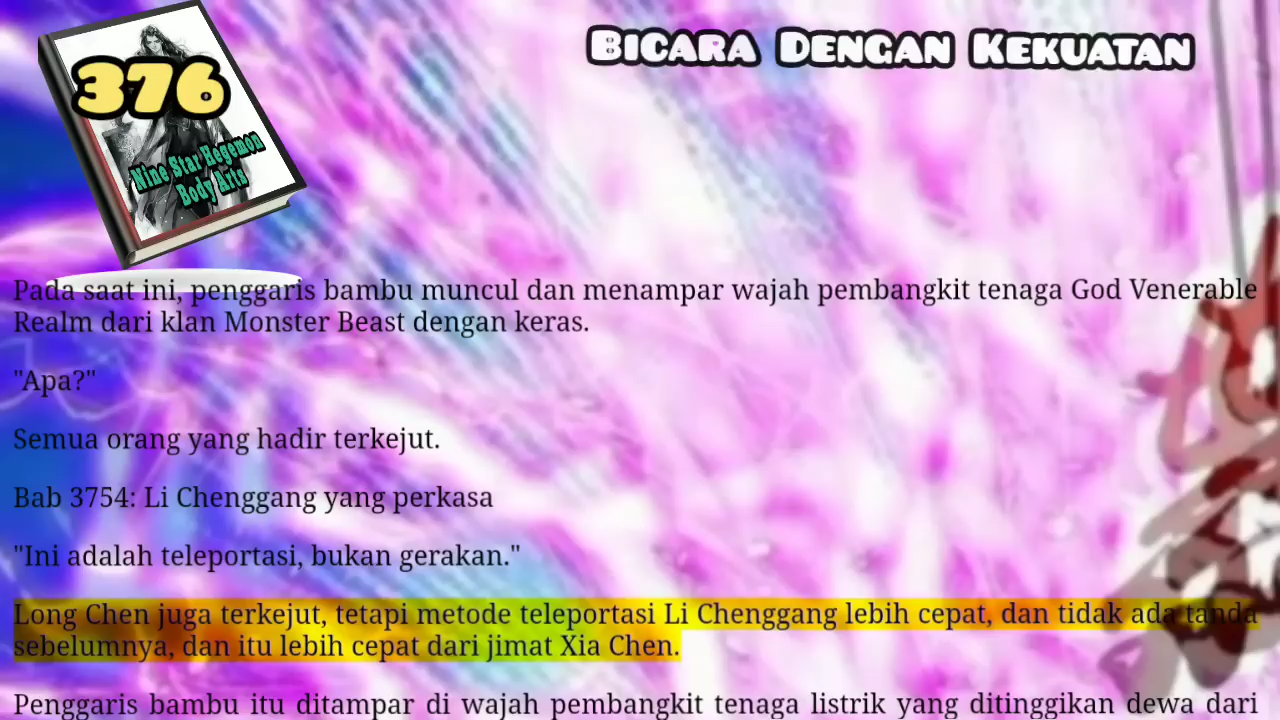 BICARA DENGAN KEKUATAN
376
Nine Star Hegemon
Body Arts
Pada saat ini, penggaris bambu muncul dan menampar wajah pembangkit tenaga God Venerable
Realm dari klan Monster Beast dengan keras.
"Apa?"
Semua orang yang hadir terkejut.
Bab 3754: Li Chenggang yang perkasa
"Ini adalah teleportasi, bukan gerakan."
Long Chen juga terkejut, tetapi metode teleportasi Li Chenggang lebih cepat, dan tidak ada tanda
sebelumnya, dan itu lebih cepat dari jimat Xia Chen.
Penggaris bambu itu ditampar di wajah pembangkit tenaga listrik yang ditinggikan dewa dari